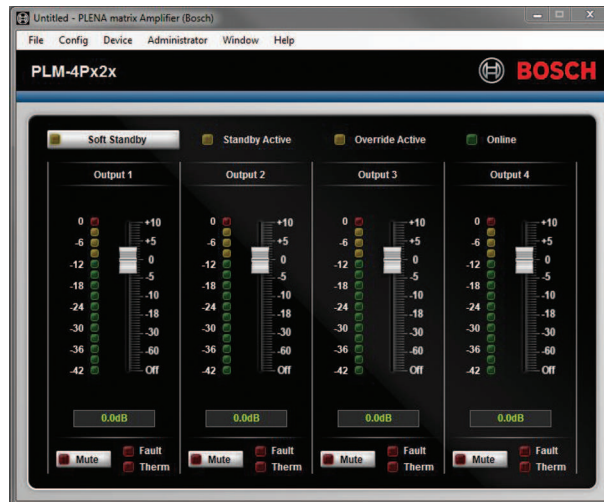 Untitled - PLENA matrix Amplifier (Bosch)
File Config Device Administrator Window Help
PLM-4Px2x
BOSCH
Soft Standby Standby Active Override Active Online
Output 1 Output 2 Output 3 Output 4
0 +10 0 +10 0 +10 0 +10
+5 +5 +5 +5
-6 -6 -6 -6
0 0 0 0
-12 -12 -12 -12
-5 -5 -5 -5
-18 -18 -18 -18
-10 -10 -10 -10
-24 -18 -24 -18 -24 -18 -24 -18
-30 -30 -30 -30 -30 -30 -30 -30
-36 -60 -36 -60 -36 -60 -36 -60
-42 Off -42 Off -42 Off -42 Off
0.0dB 0.0dB 0.0dB 0.0dB
Fault Fault Fault Fault
Mute Mute Mute Mute
Therm Therm Therm Therm